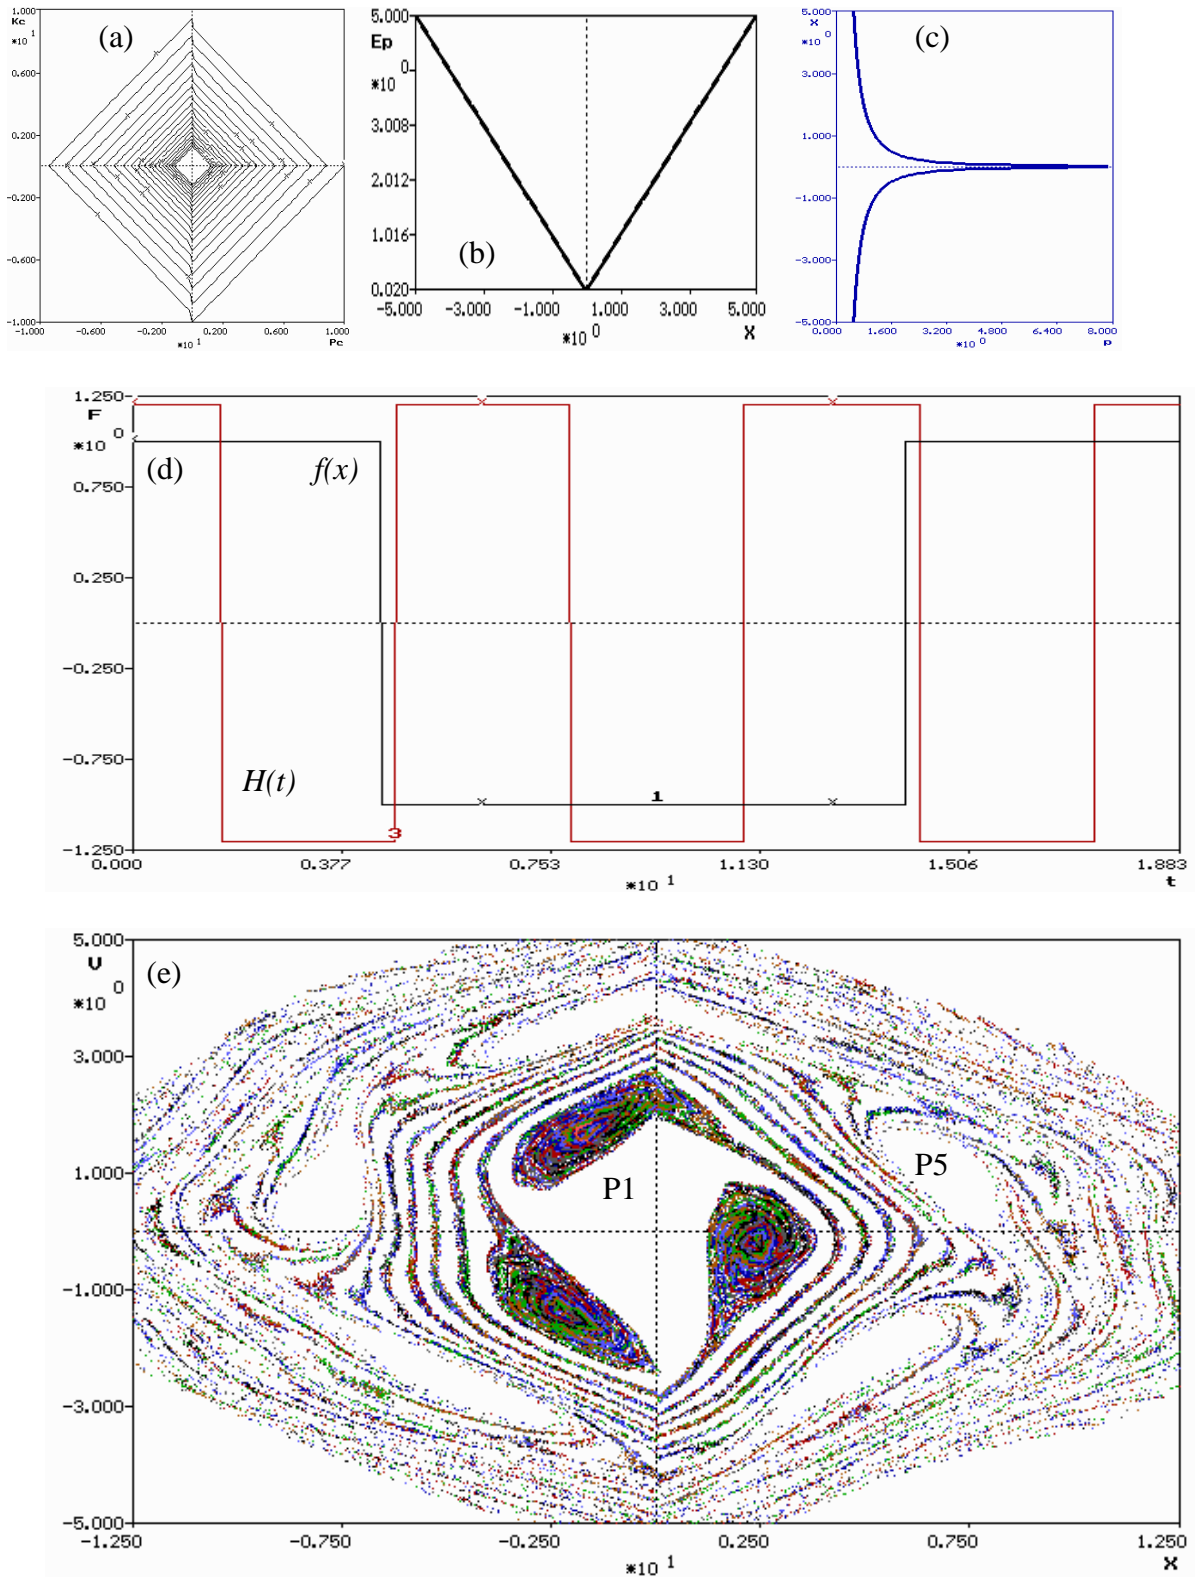 1.000
Kc
*10 1
0.600
0.200
-0.200
-0.600
-1.000
-1.000 -0.600 -0.200 0.200 0.600 1.000
*10 1
Pc
(a)
5.000
Ep
0
*10
3.008
2.012
1.016
0.020
-5.000 -3.000 -1.000 1.000 3.000 5.000
*10 0
X
(b)
5.000
X
0
*10
3.000
1.000
-1.000
-3.000
-5.000
0.000 1.600 3.200 4.800 6.400 8.000
*10 0
P
(c)
1.250
F
0
*10
0.750
0.250
-0.250
-0.750
-1.250
(d)
f(x)
H(t)
1
3
0.000 0.377 0.753 1.130 1.506 1.883
*10 1
t
5.000
U
0
*10
3.000
1.000
-1.000
-3.000
-5.000
(e)
P1
P5
-1.250 -0.750 -0.250 0.250 0.750 1.250
*10 1
X